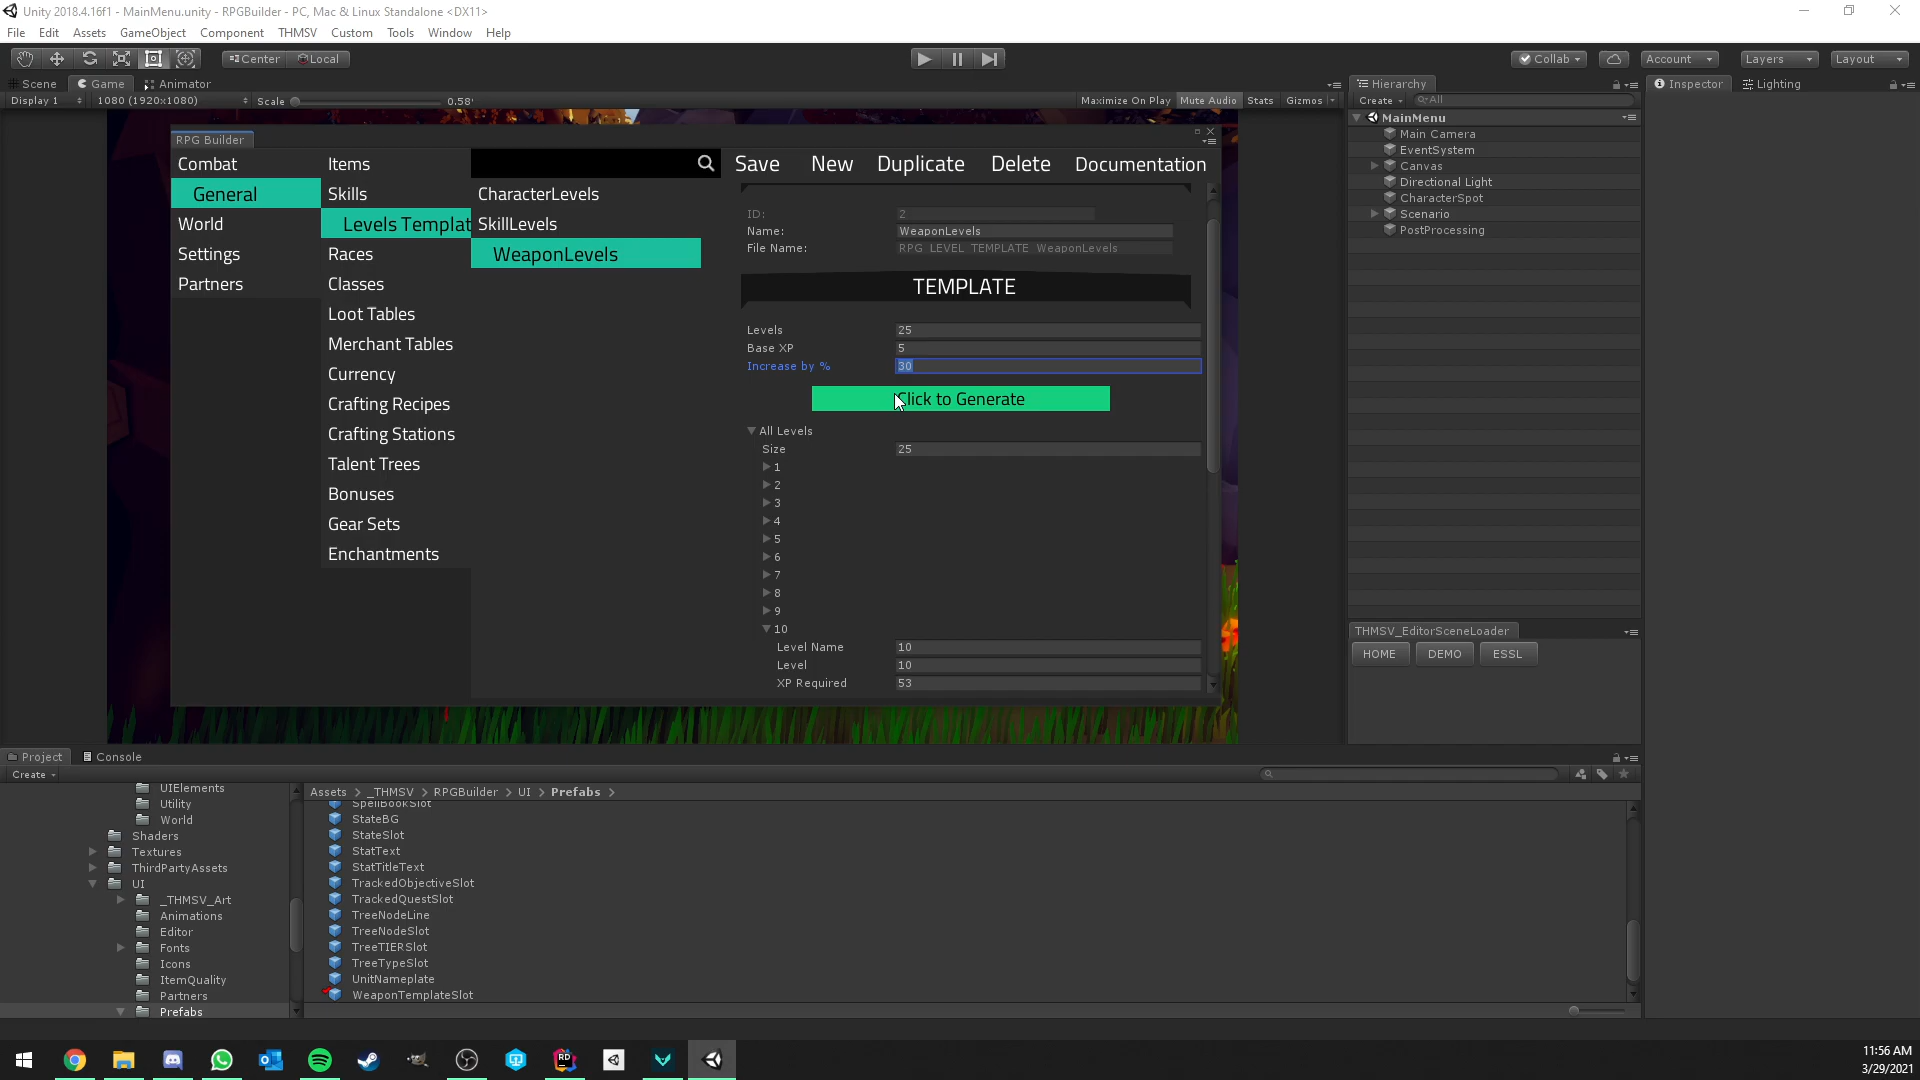 Unity 2018.4.16f1 - MainMenu.unity - RPGBuilder - PC, Mac & Linux Standalone <DX11>
File Edit Assets GameObject Component THMSV Custom Tools Window Help
Center Local Collab Account Layers Layout
Scene Game Animator Hierarchy Inspector Lighting
Display 1 1080 (1920x1080) Scale 0.58 Maximize On Play Mute Audio Stats Gizmos Create All
MainMenu
Main Camera
EventSystem
Canvas
Directional Light
CharacterSpot
Scenario
PostProcessing
RPG Builder
Combat
General
World
Settings
Partners
Items
Skills
Levels Templat
Races
Classes
Loot Tables
Merchant Tables
Currency
Crafting Recipes
Crafting Stations
Talent Trees
Bonuses
Gear Sets
Enchantments
CharacterLevels
SkillLevels
WeaponLevels
Save New Duplicate Delete Documentation
ID: 2
Name: WeaponLevels
File Name: RPG_LEVEL_TEMPLATE_WeaponLevels
TEMPLATE
Levels 25
Base XP 5
Increase by % 30
Click to Generate
All Levels
Size 25
1
2
3
4
5
6
7
8
9
10
Level Name 10
Level 10
XP Required 53
THMSV_EditorSceneLoader
HOME DEMO ESSL
Project Console
Create
UIElements
Utility
World
Shaders
Textures
ThirdPartyAssets
UI
_THMSV_Art
Animations
Editor
Fonts
Icons
ItemQuality
Partners
Prefabs
Assets > _THMSV > RPGBuilder > UI > Prefabs >
SpellBookSlot
StateBG
StateSlot
StatText
StatTitleText
TrackedObjectiveSlot
TrackedQuestSlot
TreeNodeLine
TreeNodeSlot
TreeTIERSlot
TreeTypeSlot
UnitNameplate
WeaponTemplateSlot
RD
11:56 AM
3/29/2021